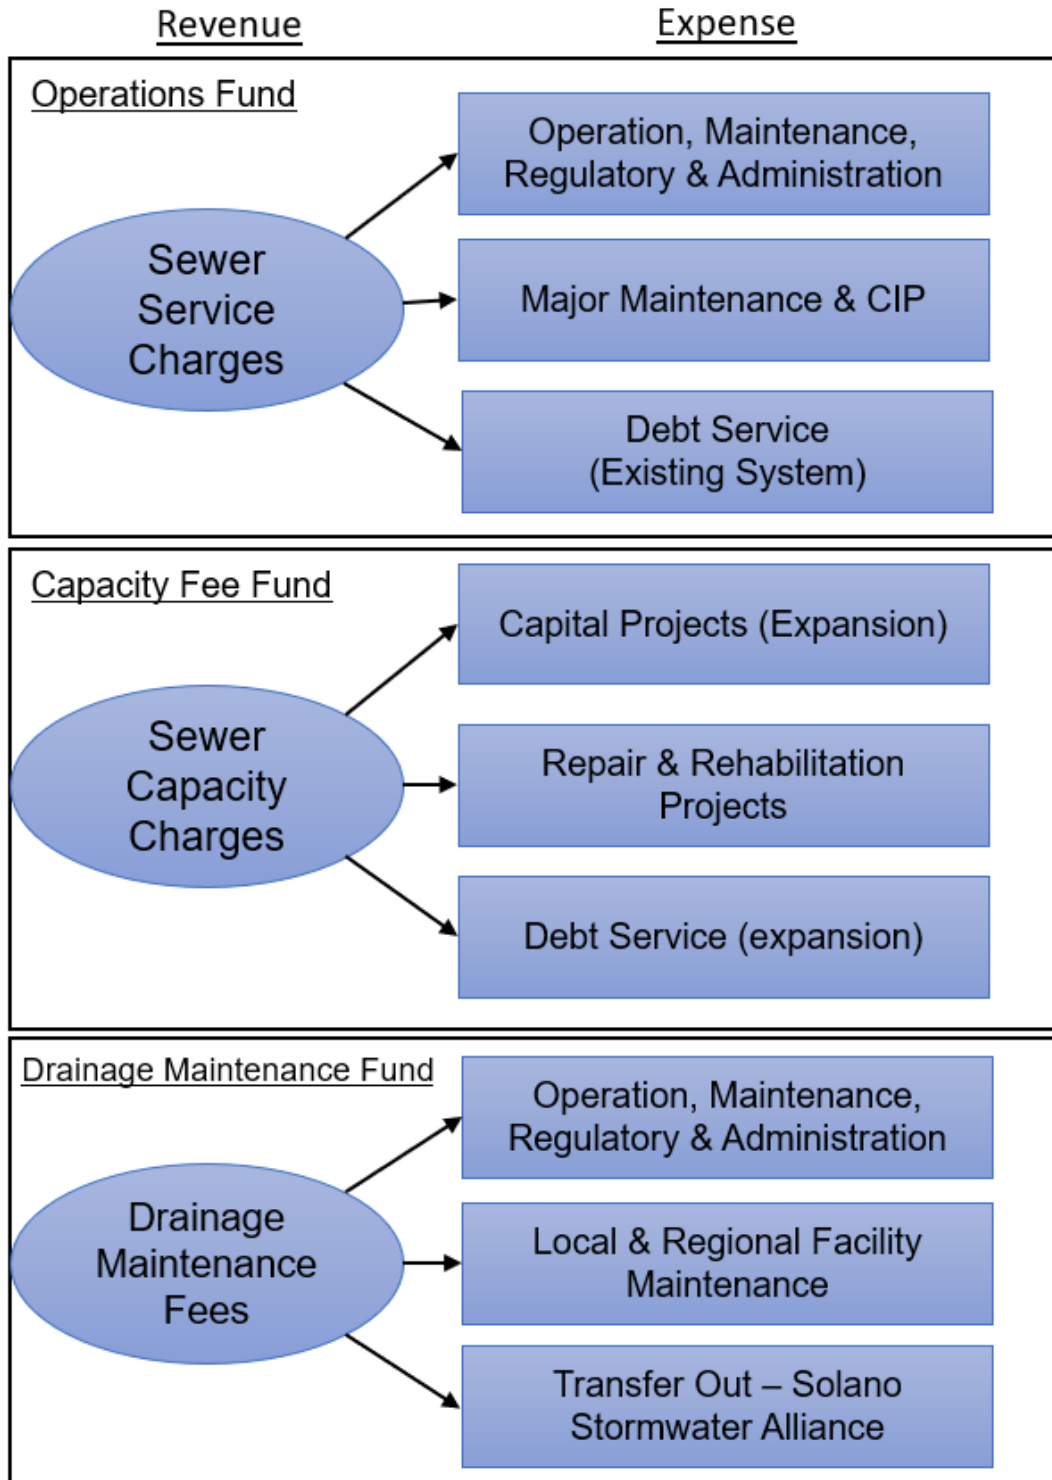 Revenue
Expense
Operations Fund
Sewer
Service
Charges
Operation, Maintenance,
Regulatory & Administration
Major Maintenance & CIP
Debt Service
(Existing System)
Capacity Fee Fund
Sewer
Capacity
Charges
Capital Projects (Expansion)
Repair & Rehabilitation
Projects
Debt Service (expansion)
Drainage Maintenance Fund
Drainage
Maintenance
Fees
Operation, Maintenance,
Regulatory & Administration
Local & Regional Facility
Maintenance
Transfer Out – Solano
Stormwater Alliance